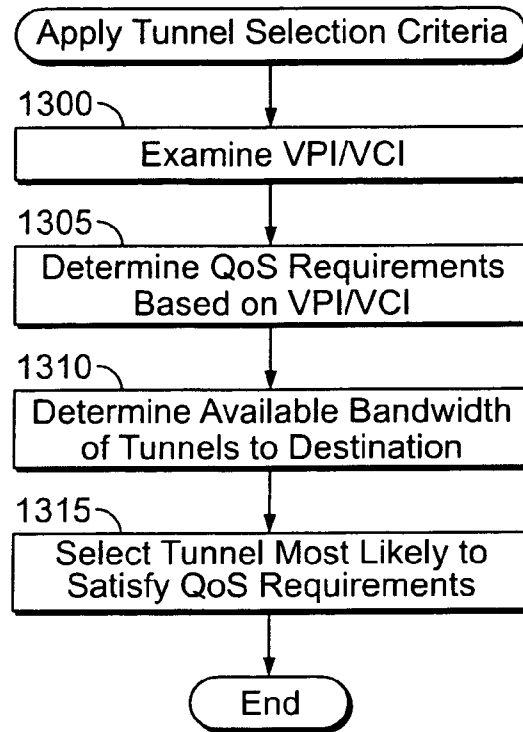 Apply Tunnel Selection Criteria
1300
Examine VPI/VCI
1305
Determine QoS Requirements
Based on VPI/VCI
1310
Determine Available Bandwidth
of Tunnels to Destination
1315
Select Tunnel Most Likely to
Satisfy QoS Requirements
End